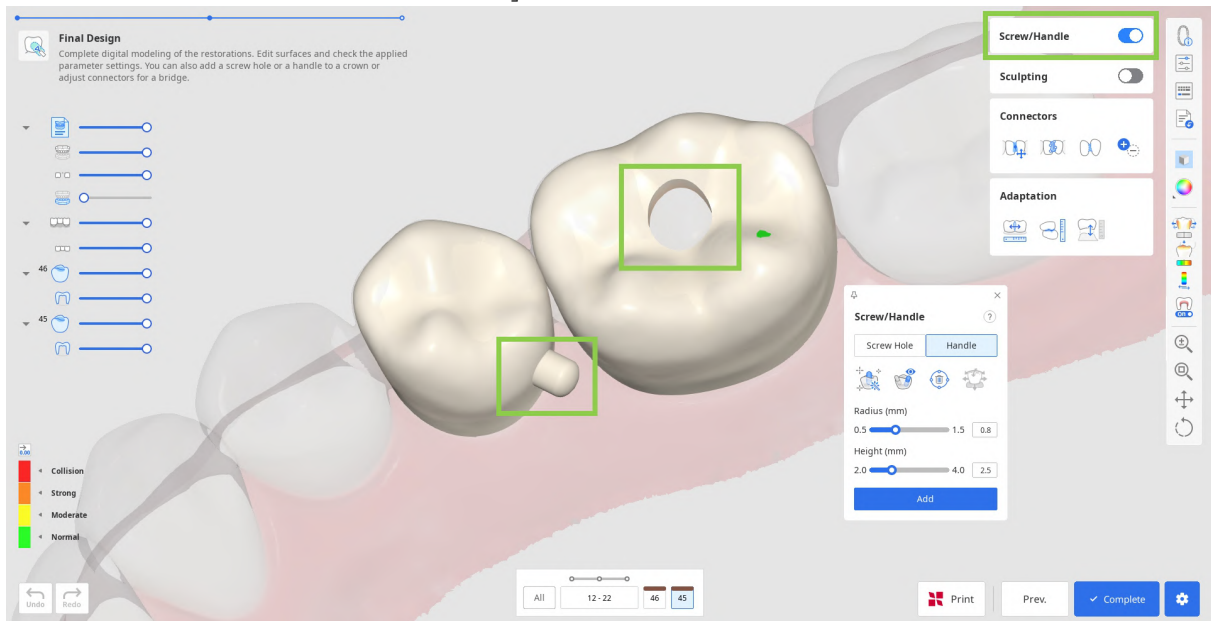 Final Design
Complete digital modeling of the restorations. Edit surfaces and check the applied
parameter settings. You can also add a screw hole or a handle to a crown or
adjust connectors for a bridge.
46
45
0.00
Collision
Strong
Moderate
Normal
Undo
Redo
All
12 - 22
46
45
Screw/Handle
Sculpting
Connectors
Adaptation
Screw/Handle
?
Screw Hole
Handle
Radius (mm)
0.5
1.5
0.8
Height (mm)
2.0
4.0
2.5
Add
ON
Print
Prev.
Complete